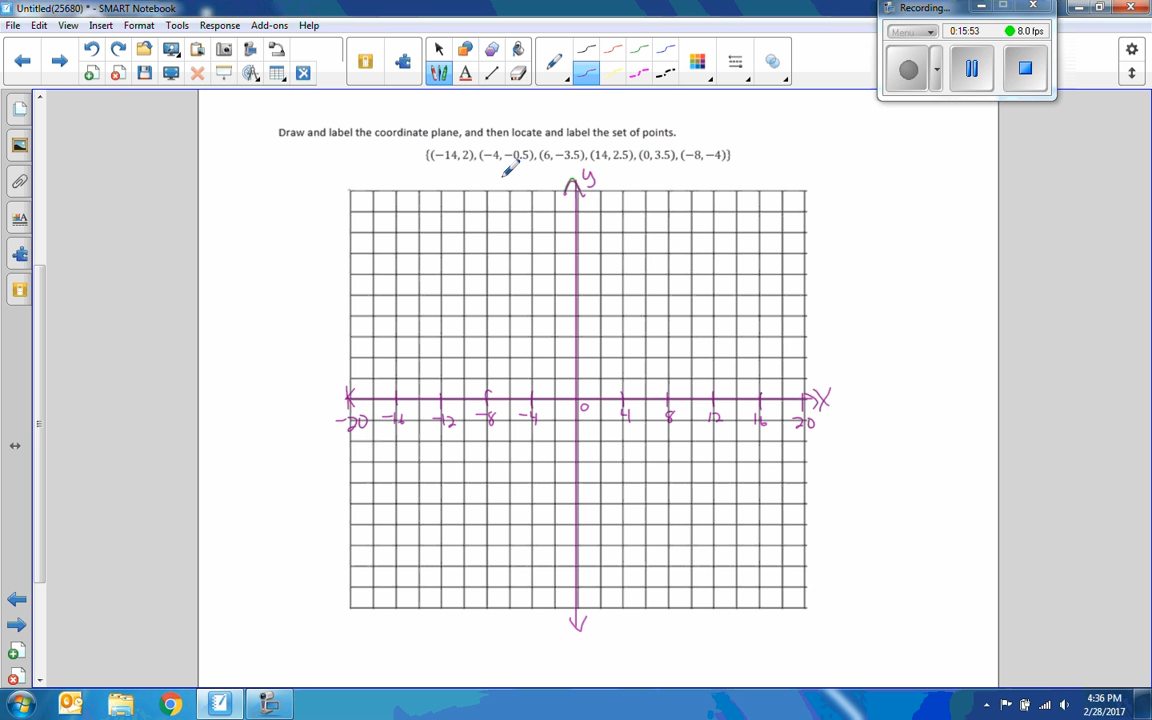 Untitled(25680) * - SMART Notebook
Recording...
File Edit View Insert Format Tools Response Add-ons Help
Menu 0:15:53 8.0 fps
Draw and label the coordinate plane, and then locate and label the set of points.
{(−14, 2), (−4, −0.5), (6, −3.5), (14, 2.5), (0, 3.5), (−8, −4)}
y
x
-20 -16 -12 -8 -4 0 4 8 12 16 20
4:36 PM
2/28/2017